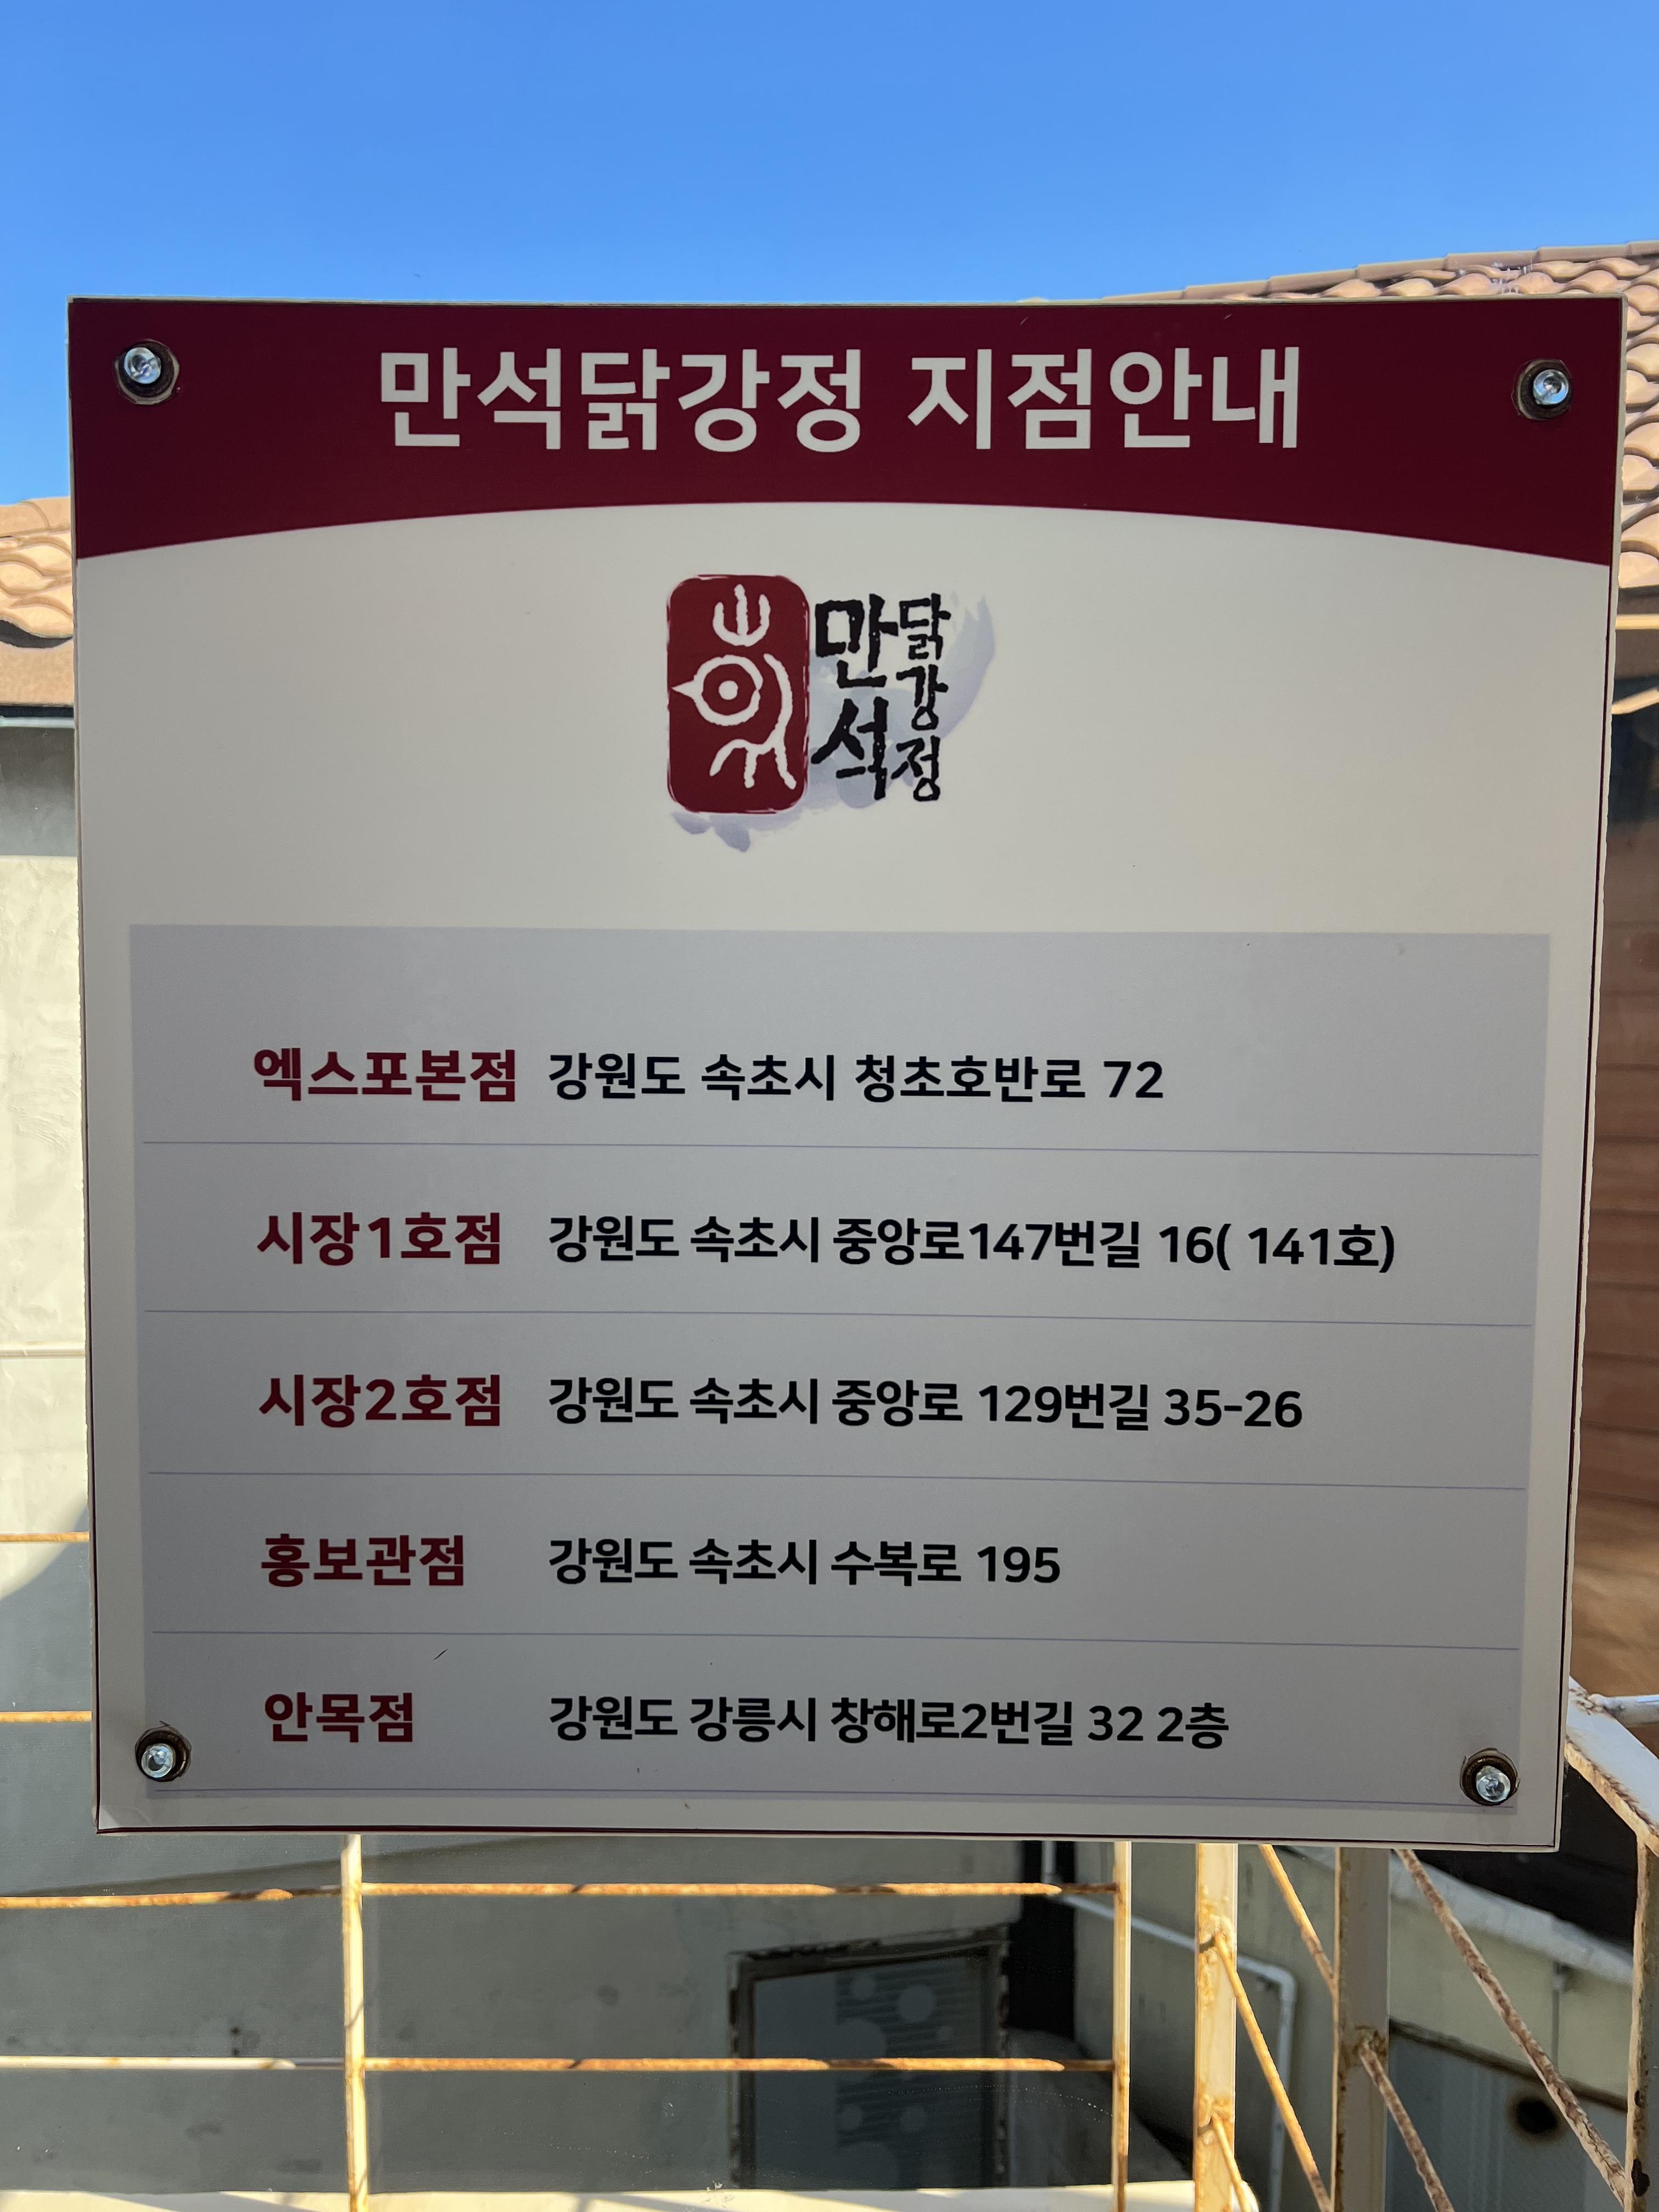 만석닭강정 지점안내
만석
닭강정
엑스포본점 강원도 속초시 청초호반로 72
시장1호점 강원도 속초시 중앙로147번길 16( 141호)
시장2호점 강원도 속초시 중앙로 129번길 35-26
홍보관점 강원도 속초시 수복로 195
안목점 강원도 강릉시 창해로2번길 32 2층